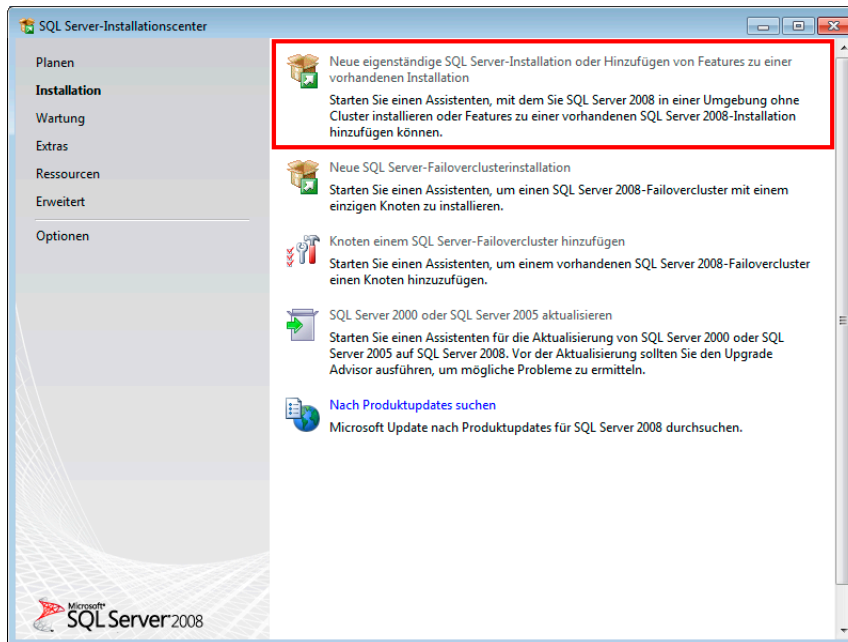 SQL Server-Installationscenter
Planen
Installation
Wartung
Extras
Ressourcen
Erweitert
Optionen
Neue eigenständige SQL Server-Installation oder Hinzufügen von Features zu einer
vorhandenen Installation
Starten Sie einen Assistenten, mit dem Sie SQL Server 2008 in einer Umgebung ohne
Cluster installieren oder Features zu einer vorhandenen SQL Server 2008-Installation
hinzufügen können.
Neue SQL Server-Failoverclusterinstallation
Starten Sie einen Assistenten, um einen SQL Server 2008-Failovercluster mit einem
einzigen Knoten zu installieren.
Knoten einem SQL Server-Failovercluster hinzufügen
Starten Sie einen Assistenten, um einem vorhandenen SQL Server 2008-Failovercluster
einen Knoten hinzuzufügen.
SQL Server 2000 oder SQL Server 2005 aktualisieren
Starten Sie einen Assistenten für die Aktualisierung von SQL Server 2000 oder SQL
Server 2005 auf SQL Server 2008. Vor der Aktualisierung sollten Sie den Upgrade
Advisor ausführen, um mögliche Probleme zu ermitteln.
Nach Produktupdates suchen
Microsoft Update nach Produktupdates für SQL Server 2008 durchsuchen.
Microsoft
SQL Server 2008